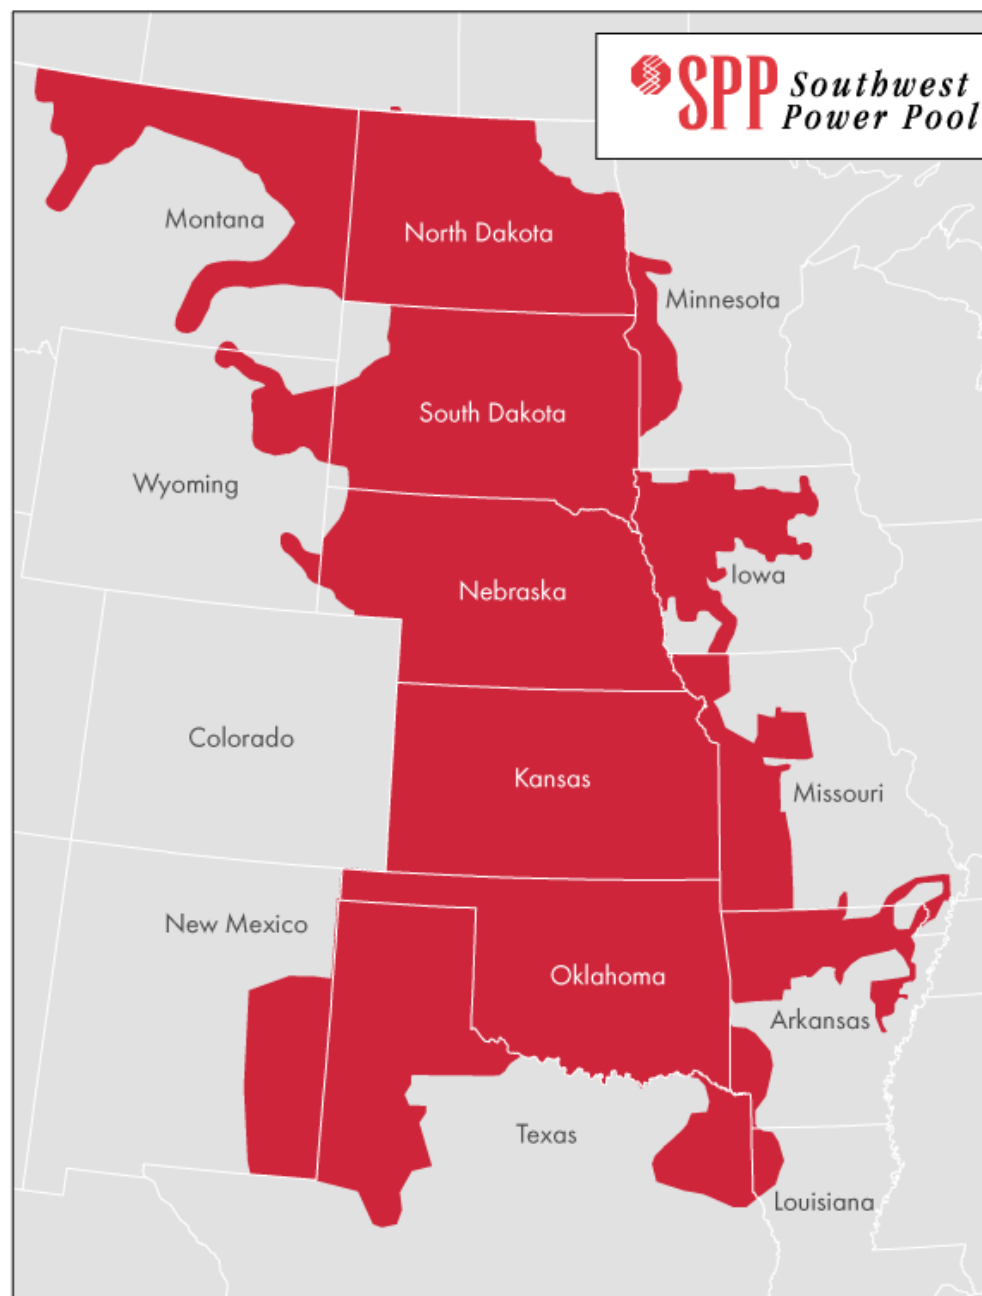 SPP Southwest
Power Pool
Montana
North Dakota
Minnesota
South Dakota
Wyoming
Nebraska
Iowa
Colorado
Kansas
Missouri
New Mexico
Oklahoma
Arkansas
Texas
Louisiana